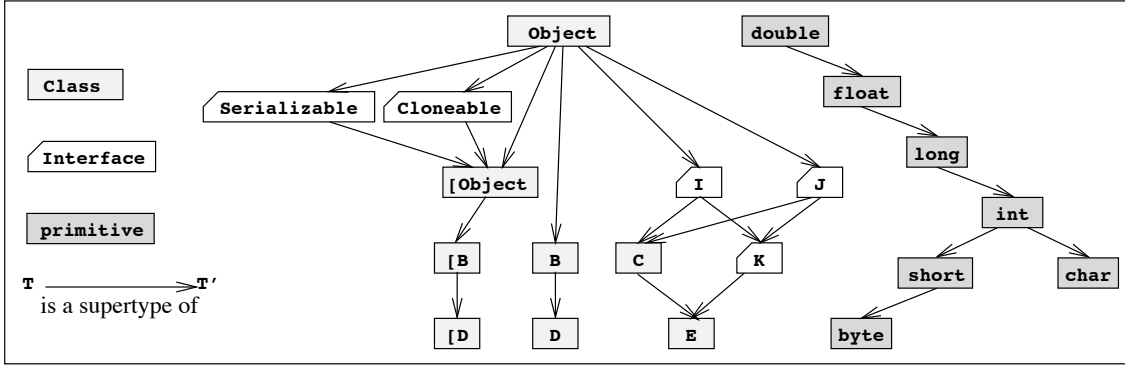 Object
double
Class
float
Serializable
Cloneable
Interface
long
[Object
I
J
primitive
int
[B
B
C
K
short
char
T
T'
is a supertype of
[D
D
E
byte